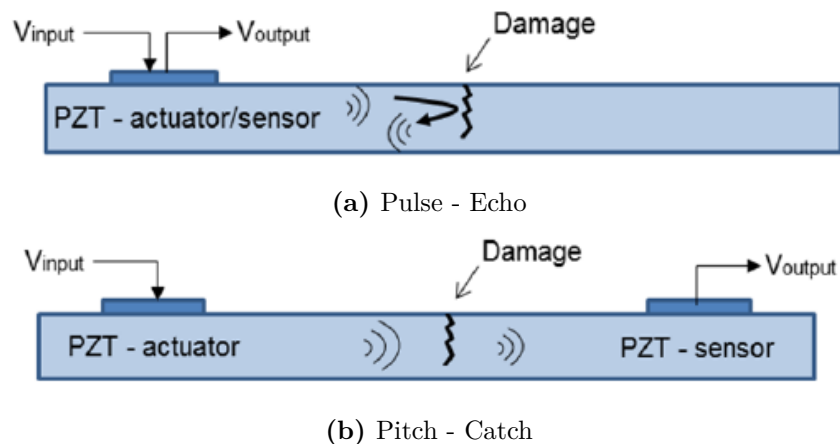 Vinput
Voutput
Damage
PZT - actuator/sensor
(a) Pulse - Echo
Vinput
Damage
Voutput
PZT - actuator
PZT - sensor
(b) Pitch - Catch